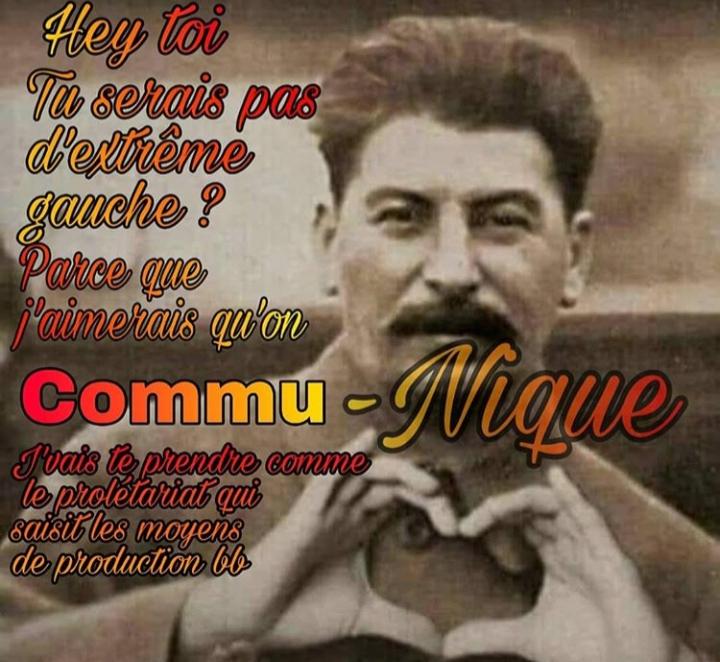 Hey toi
Tu serais pas
d'extrême
gauche ?
Parce que
j'aimerais qu'on
Commu-Nique
J'vais te prendre comme
le prolétariat qui
saisit les moyens
de production bb